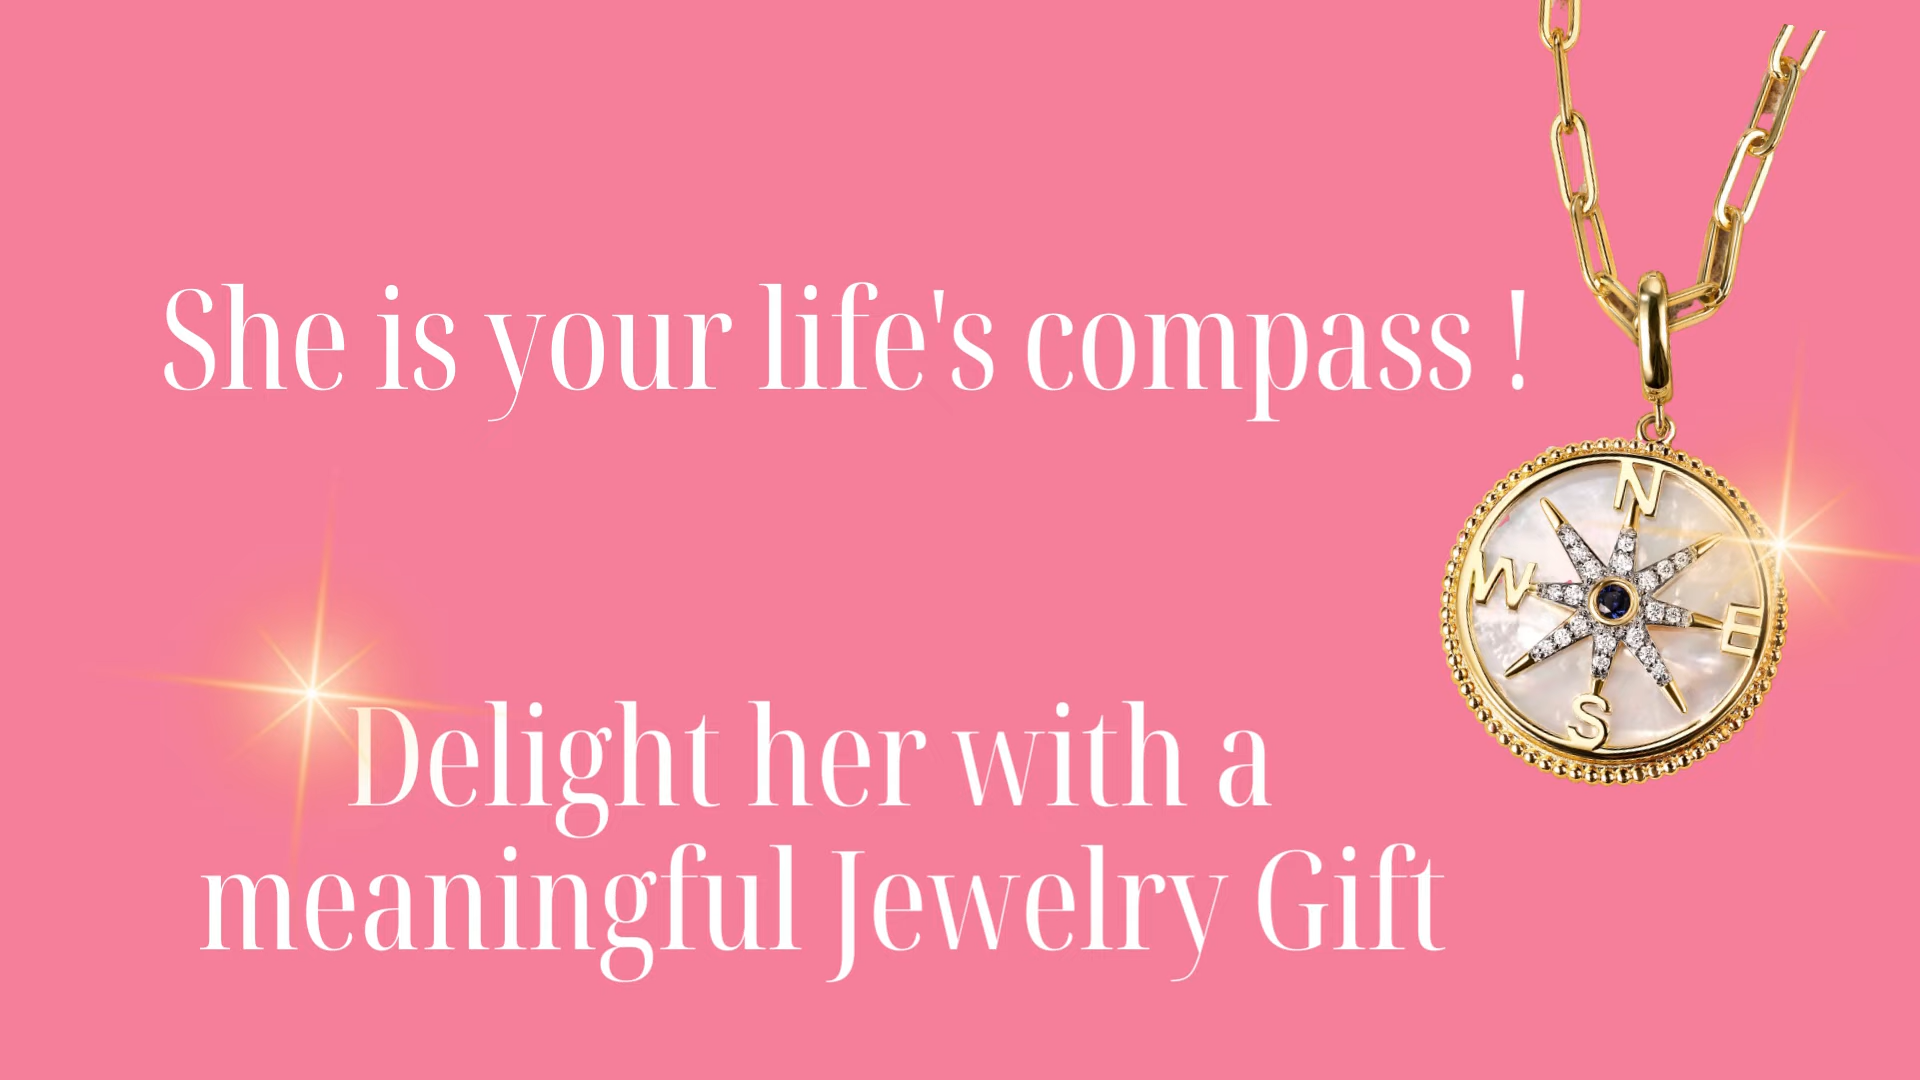 She is your life's compass !
N
W
E
S
Delight her with a
meaningful Jewelry Gift